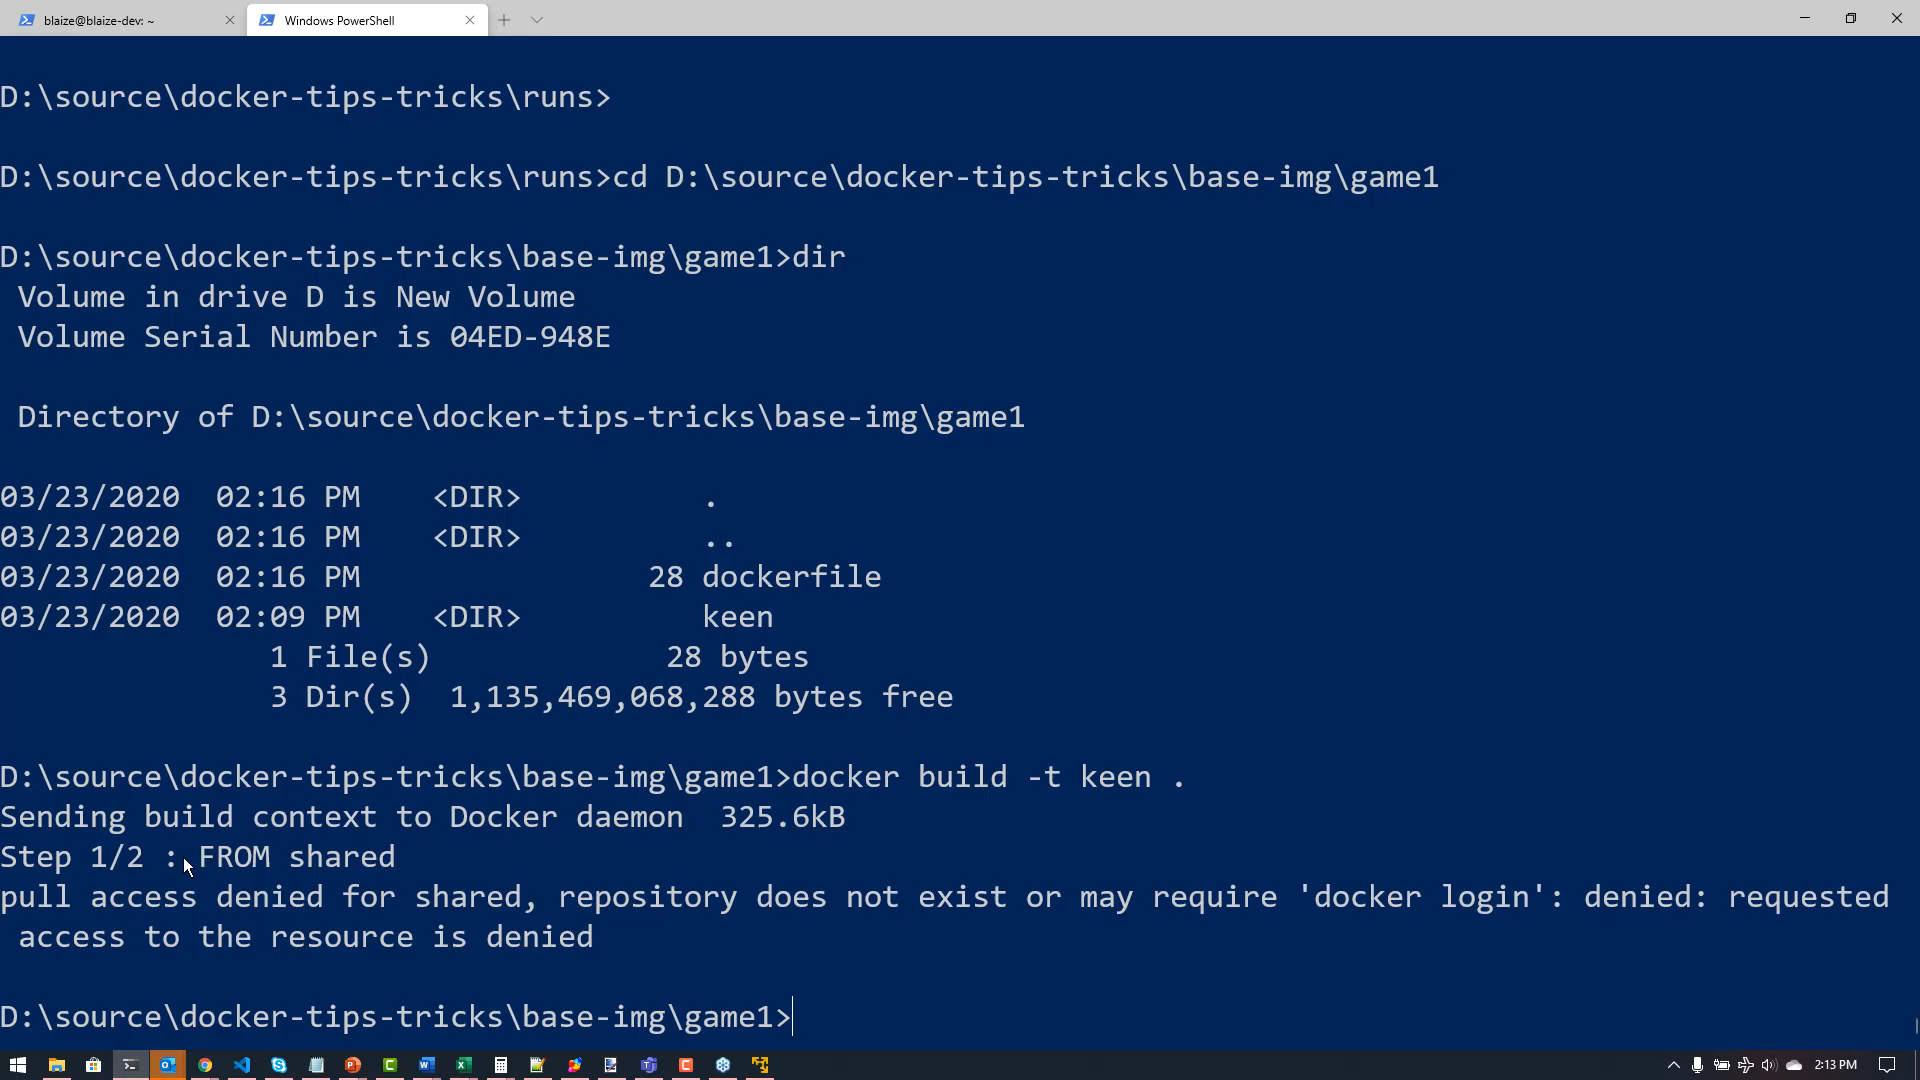 blaize@blaize-dev: ~
Windows PowerShell
D:\source\docker-tips-tricks\runs>
D:\source\docker-tips-tricks\runs>cd D:\source\docker-tips-tricks\base-img\game1
D:\source\docker-tips-tricks\base-img\game1>dir
Volume in drive D is New Volume
Volume Serial Number is 04ED-948E
Directory of D:\source\docker-tips-tricks\base-img\game1
03/23/2020  02:16 PM    <DIR>          .
03/23/2020  02:16 PM    <DIR>          ..
03/23/2020  02:16 PM                28 dockerfile
03/23/2020  02:09 PM    <DIR>          keen
1 File(s)             28 bytes
3 Dir(s)  1,135,469,068,288 bytes free
D:\source\docker-tips-tricks\base-img\game1>docker build -t keen .
Sending build context to Docker daemon  325.6kB
Step 1/2 : FROM shared
pull access denied for shared, repository does not exist or may require 'docker login': denied: requested
access to the resource is denied
D:\source\docker-tips-tricks\base-img\game1>
2:13 PM